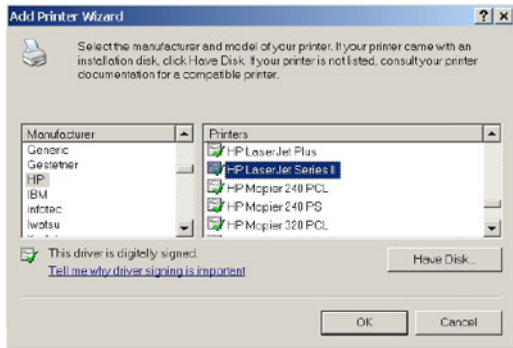 Add Printer Wizard
Select the manufacturer and model of your printer. If your printer came with an
installation disk, click Have Disk. If your printer is not listed, consult your printer
documentation for a compatible printer.
Manufacturer
Generic
Gestetner
HP
IBM
infotec
Iwatsu
Printers
HP LaserJet Plus
HP LaserJet Series II
HP Mopier 240 PCL
HP Mopier 240 PS
HP Mopier 320 PCL
This driver is digitally signed.
Tell me why driver signing is important
Have Disk...
OK
Cancel